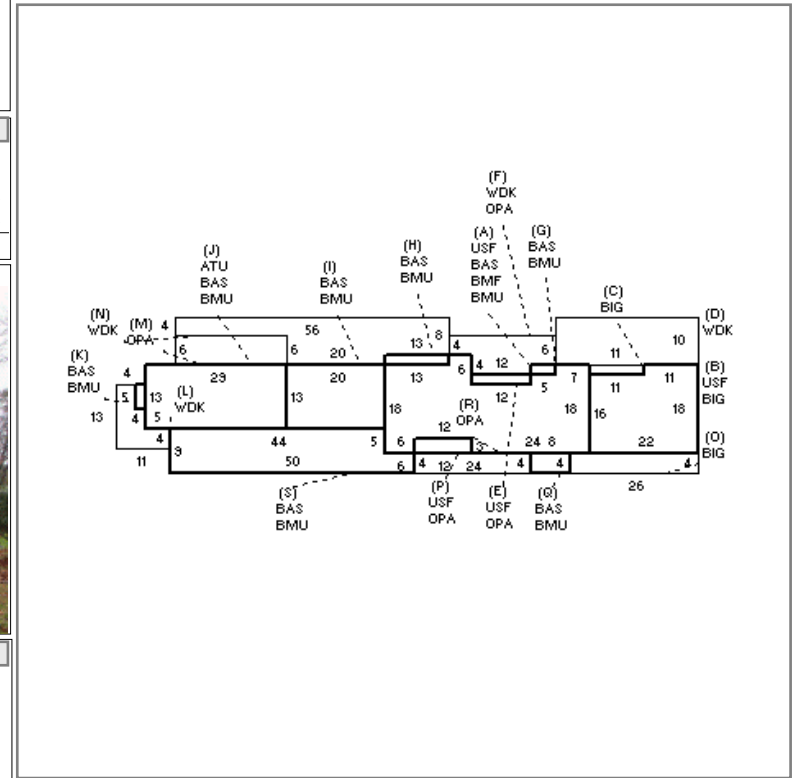 (F)
WDK
OPA
(A)
USF
BAS
BMF
BMU
(G)
BAS
BMU
(J)
ATU
BAS
BMU
(I)
BAS
BMU
(H)
BAS
BMU
(C)
BIG
(N)
WDK
(M)
OPA
(D)
WDK
(K)
BAS
BMU
(L)
WDK
(B)
USF
BIG
(R)
OPA
(O)
BIG
(S)
BAS
BMU
(P)
USF
OPA
(E)
USF
OPA
(Q)
BAS
BMU
4
56
13
8
4
6
11
10
6
6
20
4
12
4
29
20
13
6
12
5
7
11
11
5
13
13
18
18
16
18
13
4
5
12
4
44
5
6
3
24
8
22
11
9
50
6
4
12
24
4
4
4
26